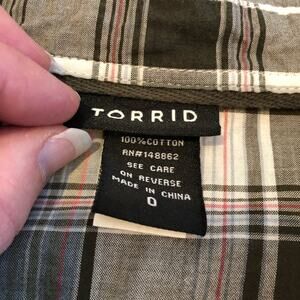 TORRID
100%COTTON
RN#148862
SEE CARE
ON REVERSE
MADE IN CHINA
0